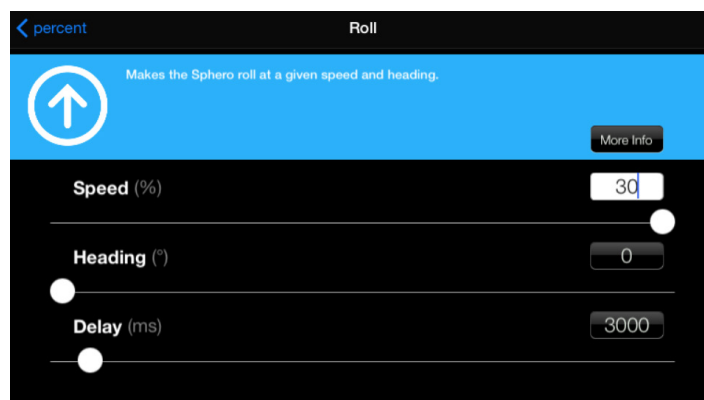 percent
Roll
Makes the Sphero roll at a given speed and heading.
More Info
Speed (%)
30
Heading (°)
0
Delay (ms)
3000